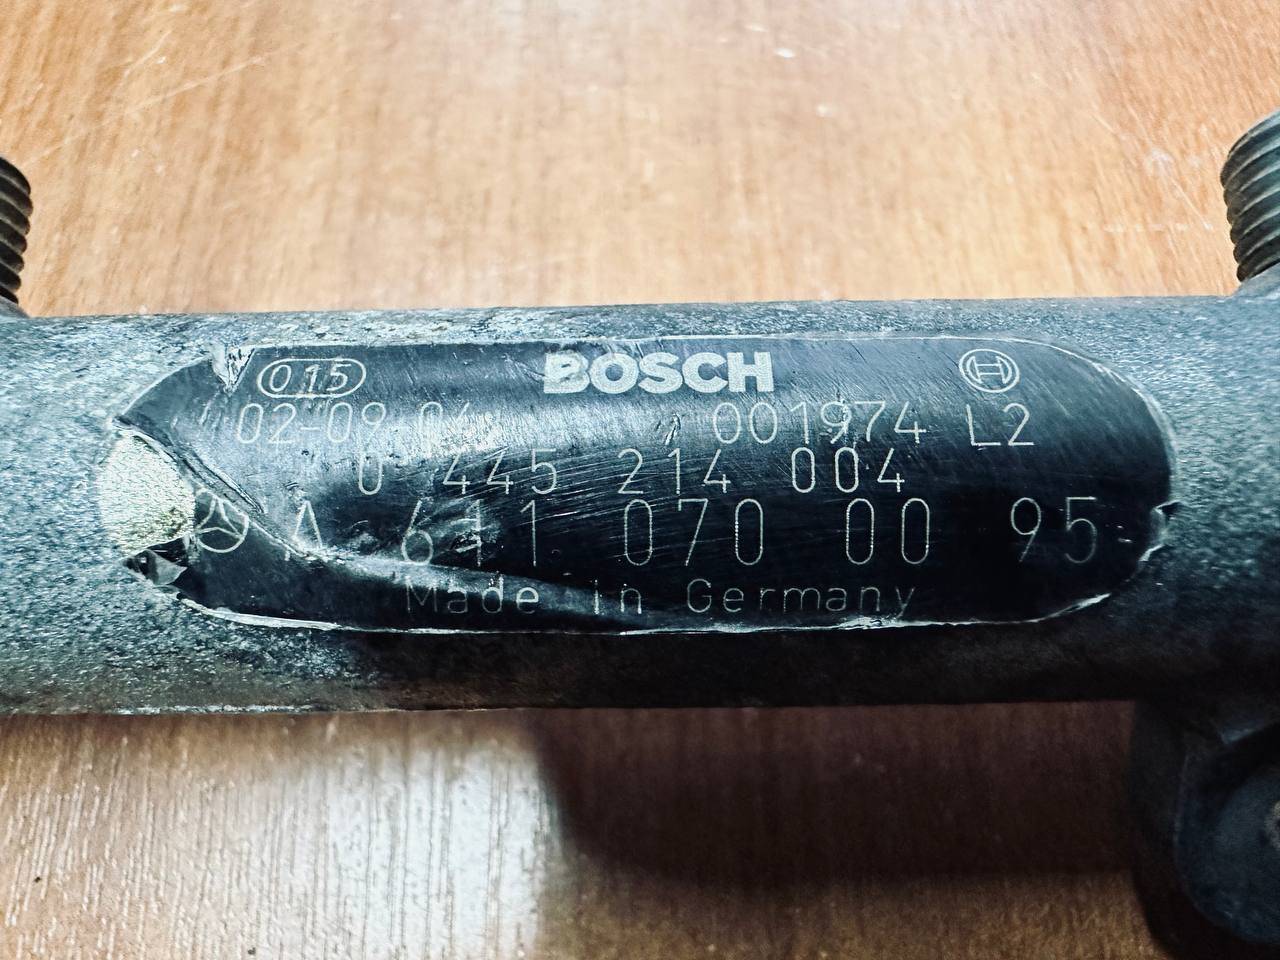 015 BOSCH
02-09-04 001974 L2
0 445 214 004
A 611 070 00 95
Made in Germany